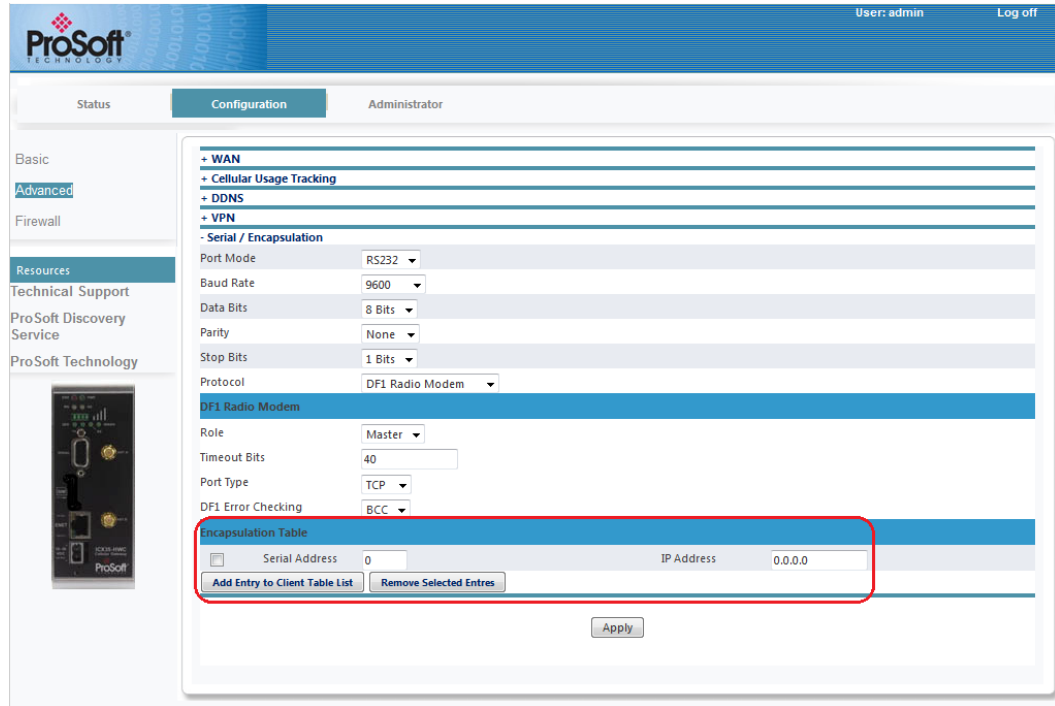 User: admin
Log off
ProSoft®
TECHNOLOGY
Status
Configuration
Administrator
Basic
Advanced
Firewall
Resources
Technical Support
ProSoft Discovery
Service
ProSoft Technology
+ WAN
+ Cellular Usage Tracking
+ DDNS
+ VPN
- Serial / Encapsulation
Port Mode RS232
Baud Rate 9600
Data Bits 8 Bits
Parity None
Stop Bits 1 Bits
Protocol DF1 Radio Modem
DF1 Radio Modem
Role Master
Timeout Bits 40
Port Type TCP
DF1 Error Checking BCC
Encapsulation Table
Serial Address 0 IP Address 0.0.0.0
Add Entry to Client Table List Remove Selected Entres
Apply
ProSoft